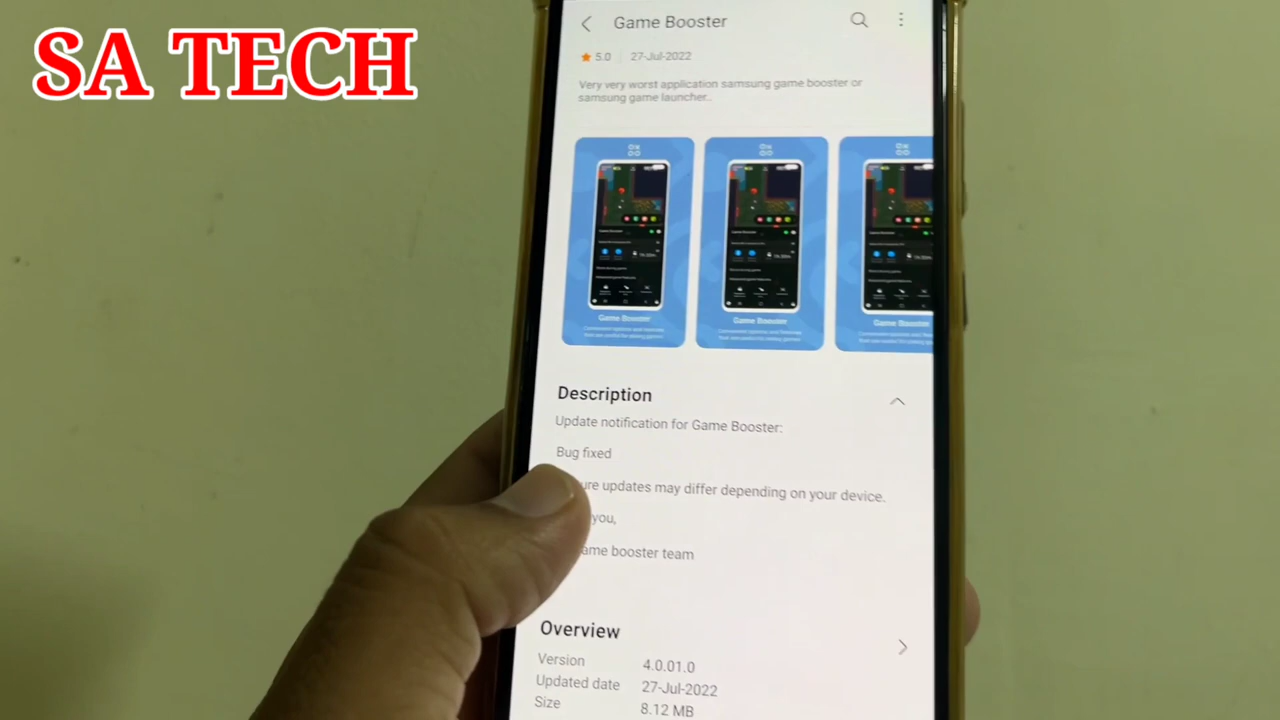 SA TECH
Game Booster
5.0 27-Jul-2022
Very very worst application samsung game booster or
samsung game launcher..
Game Booster
Game Booster
Game Booster
Description
Update notification for Game Booster:
Bug fixed
updates may differ depending on your device.
you,
booster team
Overview
Version 4.0.01.0
Updated date 27-Jul-2022
Size 8.12 MB